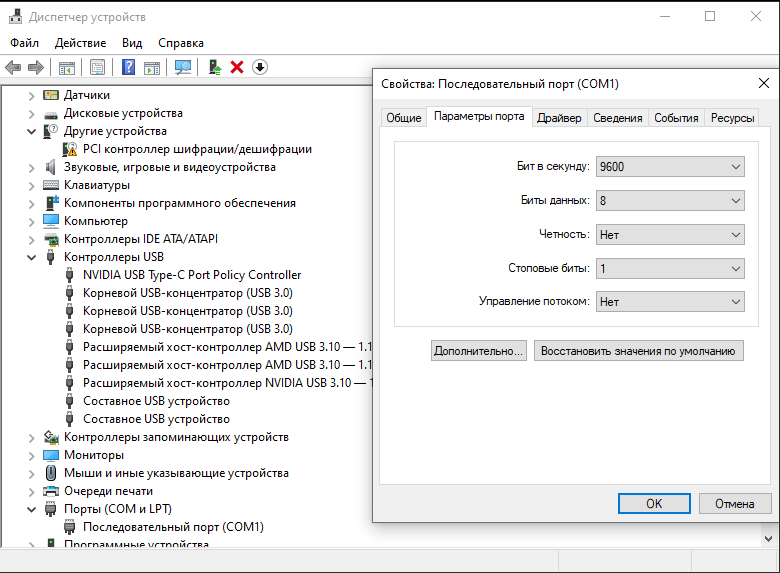 Диспетчер устройств
Файл Действие Вид Справка
Датчики
Дисковые устройства
Другие устройства
PCI контроллер шифрации/дешифрации
Звуковые, игровые и видеоустройства
Клавиатуры
Компоненты программного обеспечения
Компьютер
Контроллеры IDE ATA/ATAPI
Контроллеры USB
NVIDIA USB Type-C Port Policy Controller
Корневой USB-концентратор (USB 3.0)
Корневой USB-концентратор (USB 3.0)
Корневой USB-концентратор (USB 3.0)
Расширяемый хост-контроллер AMD USB 3.10 — 1.1
Расширяемый хост-контроллер AMD USB 3.10 — 1.1
Расширяемый хост-контроллер NVIDIA USB 3.10 — 1
Составное USB устройство
Составное USB устройство
Контроллеры запоминающих устройств
Мониторы
Мыши и иные указывающие устройства
Очереди печати
Порты (COM и LPT)
Последовательный порт (COM1)
Программные устройства
Свойства: Последовательный порт (COM1)
Общие Параметры порта Драйвер Сведения События Ресурсы
Бит в секунду: 9600
Биты данных: 8
Четность: Нет
Стоповые биты: 1
Управление потоком: Нет
Дополнительно... Восстановить значения по умолчанию
OK Отмена